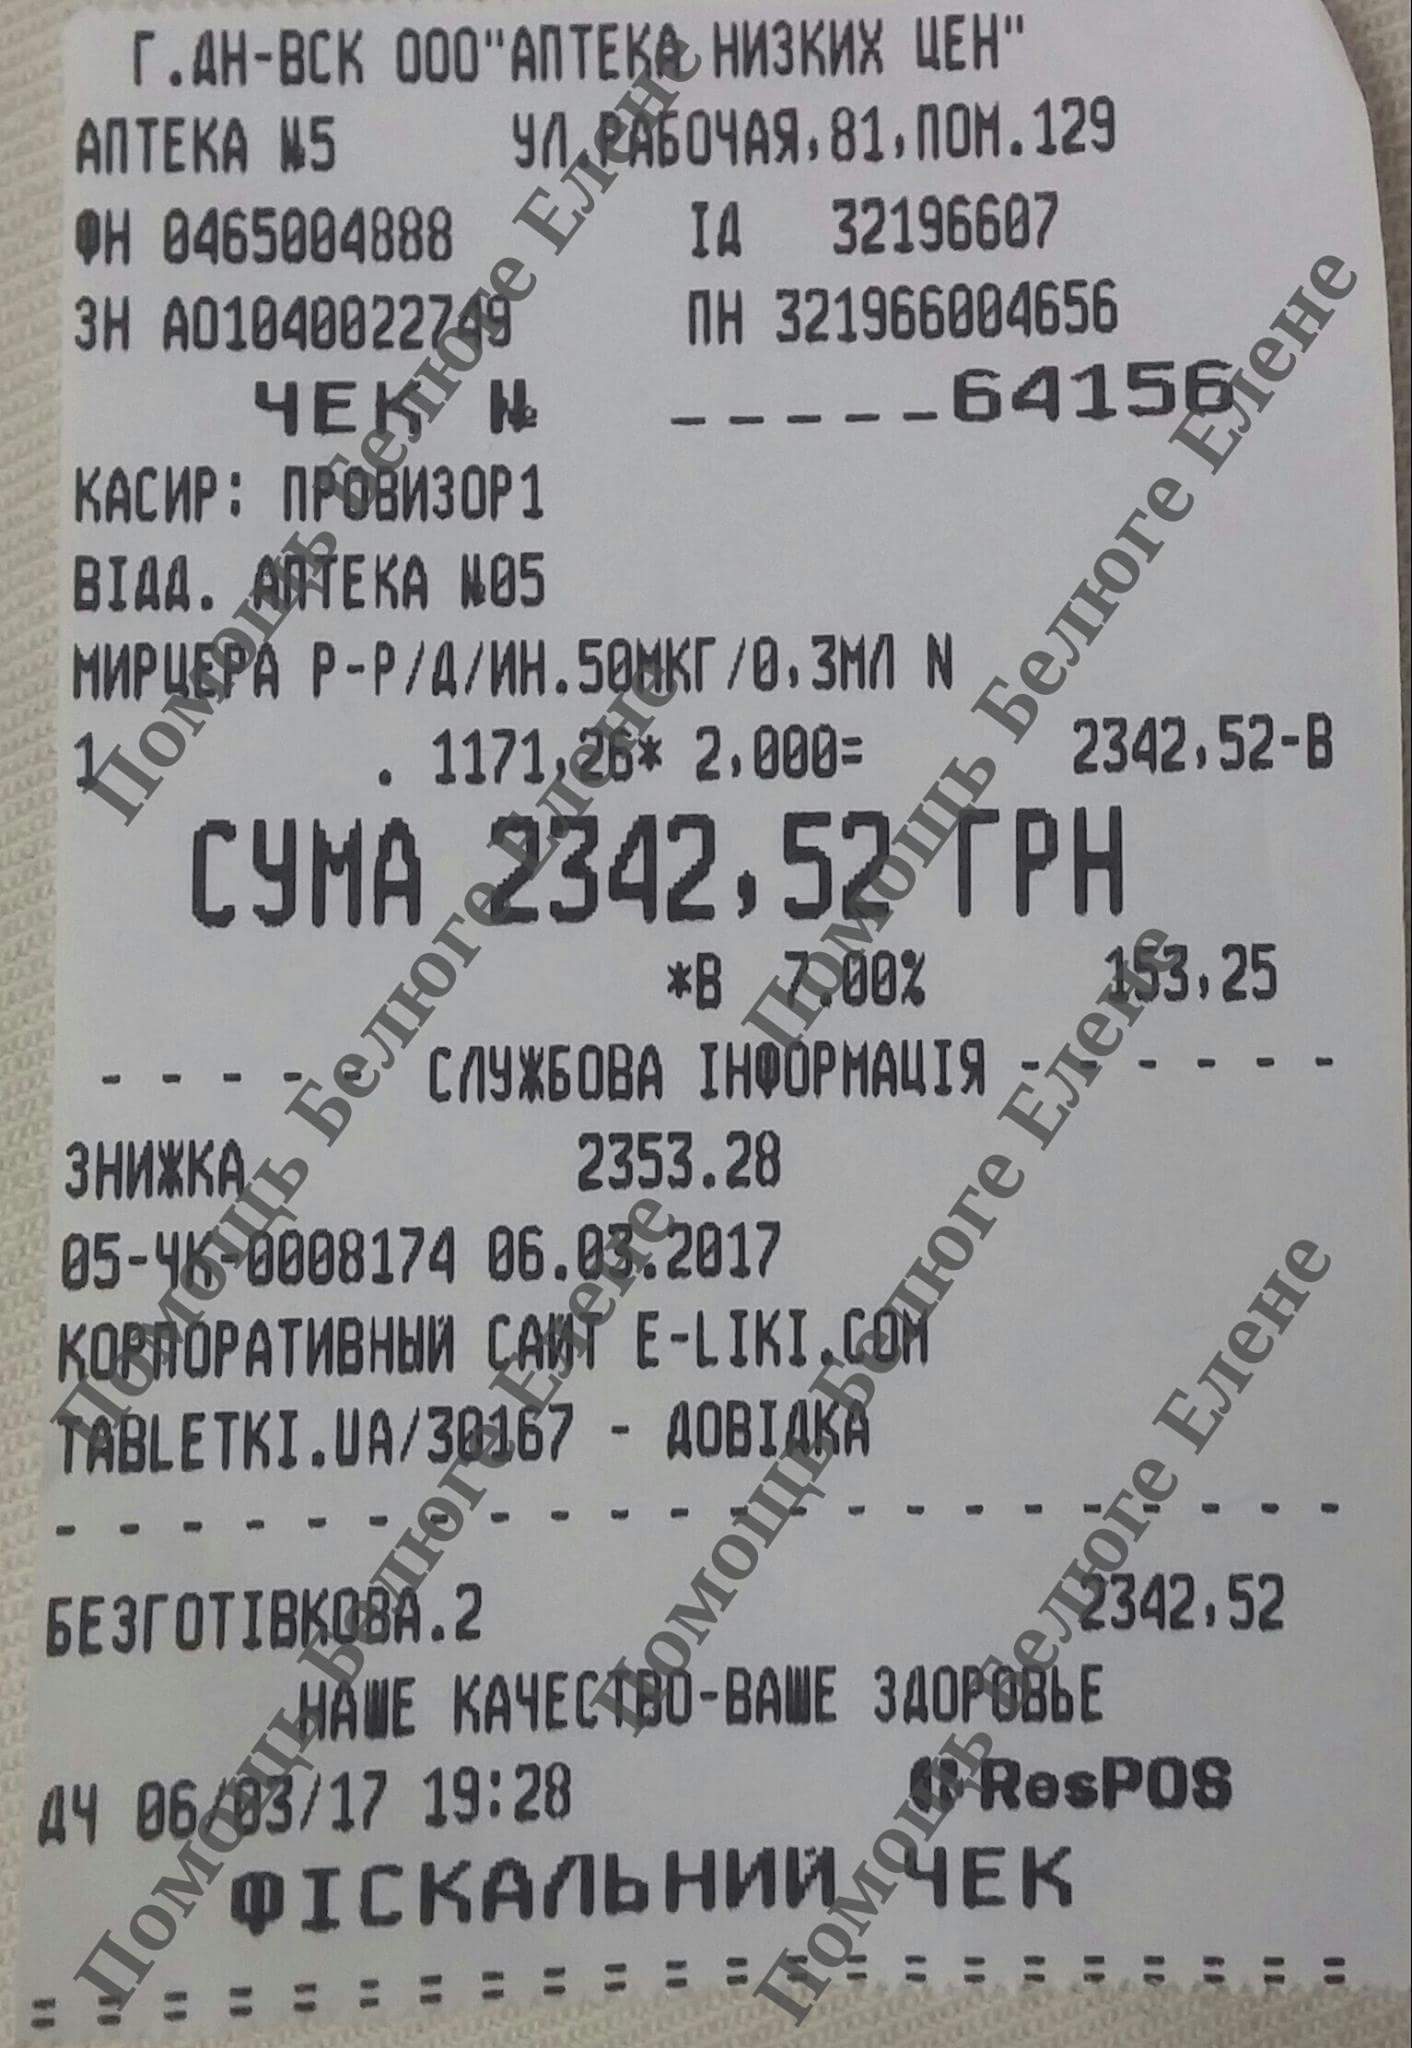 Г.ДН-ВСК ООО"АПТЕКА НИЗКИХ ЦЕН"
АПТЕКА №5 УЛ.РАБОЧАЯ,81,ПОМ.129
ФН 0465004888 ІД 32196607
ЗН АО1040022749 ПН 321966004656
ЧЕК № _____64156
КАСИР: ПРОВИЗОР1
ВІДД. АПТЕКА №05
МИРЦЕРА Р-Р/Д/ИН.50МКГ/0,3МЛ N
1 . 1171,26* 2,000= 2342,52-В
СУМА 2342,52 ГРН
*В 7.00% 153,25
- - - - - СЛУЖБОВА ІНФОРМАЦІЯ - - - - - -
ЗНИЖКА 2353.28
05-ЧК-0008174 06.03.2017
КОРПОРАТИВНЫЙ САЙТ E-LIKI.COM
TABLETKI.UA/30167 - ДОВІДКА
- - - - - - - - - - - - - - - - - - - - - -
БЕЗГОТІВКОВА.2 2342,52
НАШЕ КАЧЕСТВО-ВАШЕ ЗДОРОВЬЕ
ДЧ 06/03/17 19:28 ResPOS
ФІСКАЛЬНИЙ ЧЕК
= = = = = = = = = = = = = = = = = = = = = =
Помощь Белюге Елене
Помощь Белюге Елене
Помощь Белюге Елене
Помощь Белюге Елене
Помощь Белюге Елене
Помощь Белюге Елене